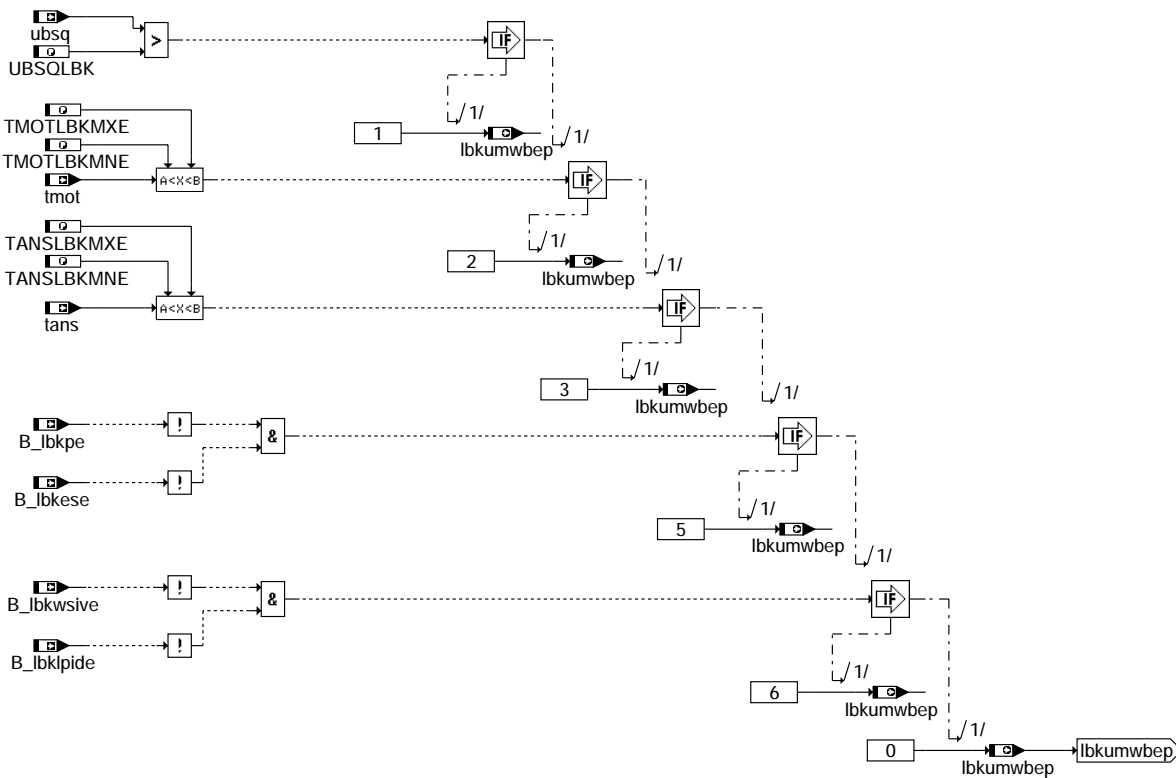 ubsq
UBSQLBK
>
IF
/1/
1
lbkumwbep
/1/
TMOTLBKMXE
TMOTLBKMNE
tmot
A<X<B
IF
/1/
2
lbkumwbep
/1/
TANSLBKMXE
TANSLBKMNE
tans
A<X<B
IF
/1/
3
lbkumwbep
/1/
B_lbkpe
!
&
IF
B_lbkese
!
/1/
5
lbkumwbep
/1/
B_lbkwsive
!
&
IF
B_lbklpide
!
/1/
6
lbkumwbep
/1/
0
lbkumwbep
lbkumwbep